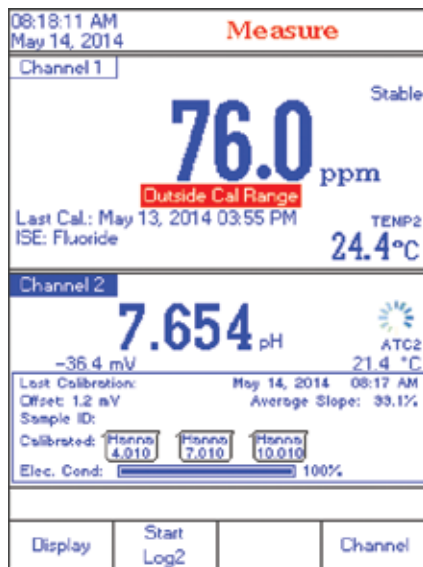 08:18:11 AM
May 14, 2014
Measure
Channel 1
Stable
76.0 ppm
Outside Cal Range
Last Cal.: May 13, 2014 03:55 PM
ISE: Fluoride
TEMP2
24.4°C
Channel 2
7.654 pH
ATC2
-36.4 mV
21.4 °C
Last Calibration: May 14, 2014 08:17 AM
Offset: 1.2 mV Average Slope: 99.1%
Sample ID:
Calibrated: Hanna 4.010 Hanna 7.010 Hanna 10.010
Elec. Cond: 100%
Display
Start Log2
Channel